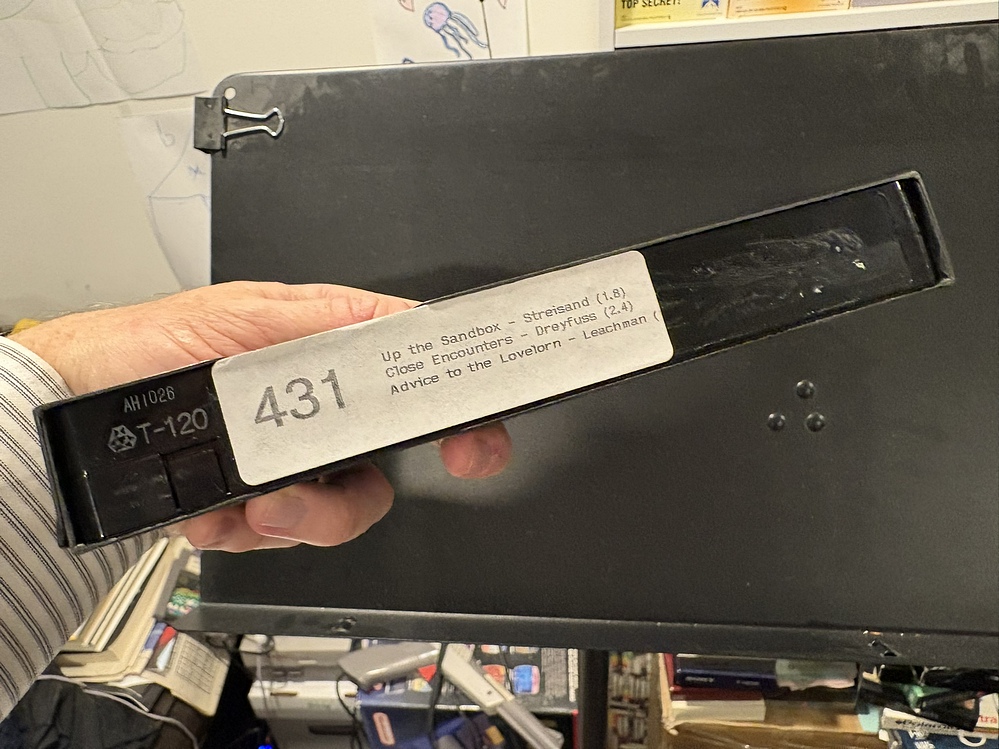 TOP SECRET!
Up the Sandbox - Streisand (1.8)
Close Encounters - Dreyfuss (2.4)
Advice to the Lovelorn - Leachman (
431
AH1026
T-120